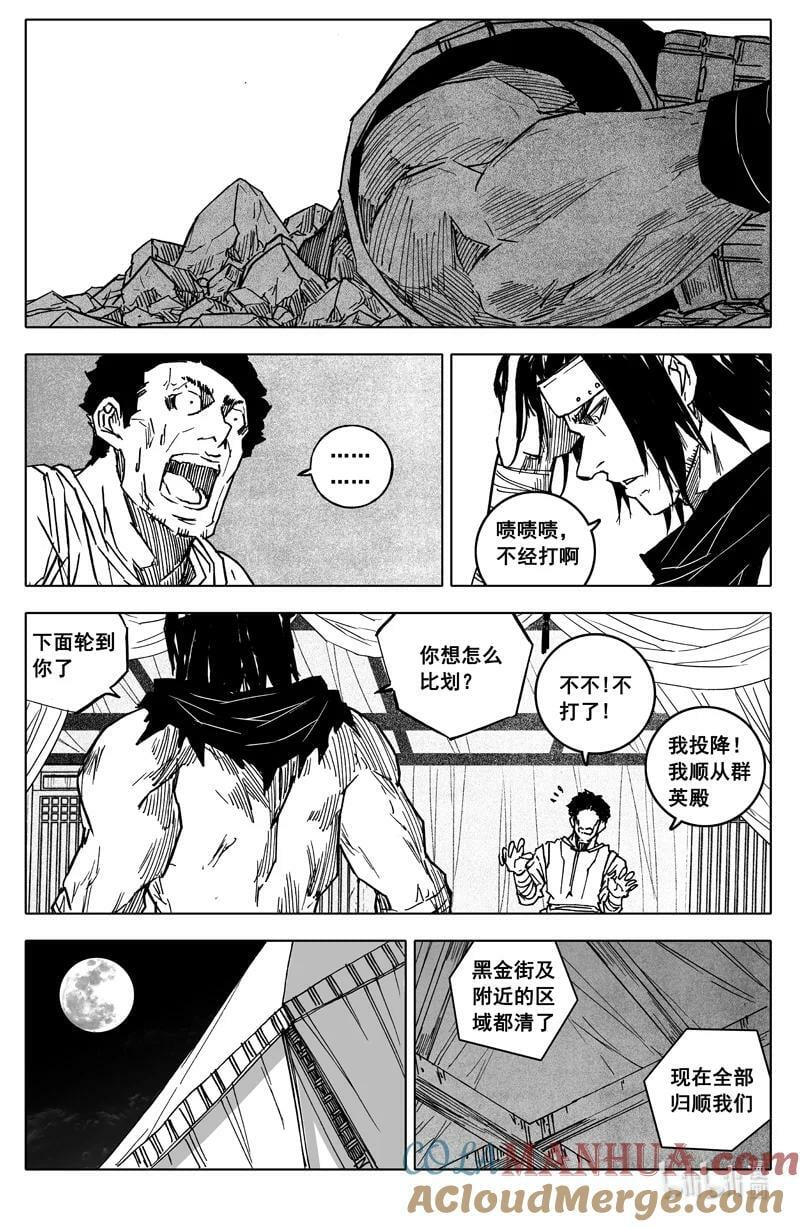 ……
……
啧啧啧，
不经打啊
下面轮到
你了
你想怎么
比划？
不不！不
打了！
我投降！
我顺从群
英殿
黑金街及
附近的区
域都清了
现在全部
归顺我们
COLAMANHUA.COM
ACloudMerge.com